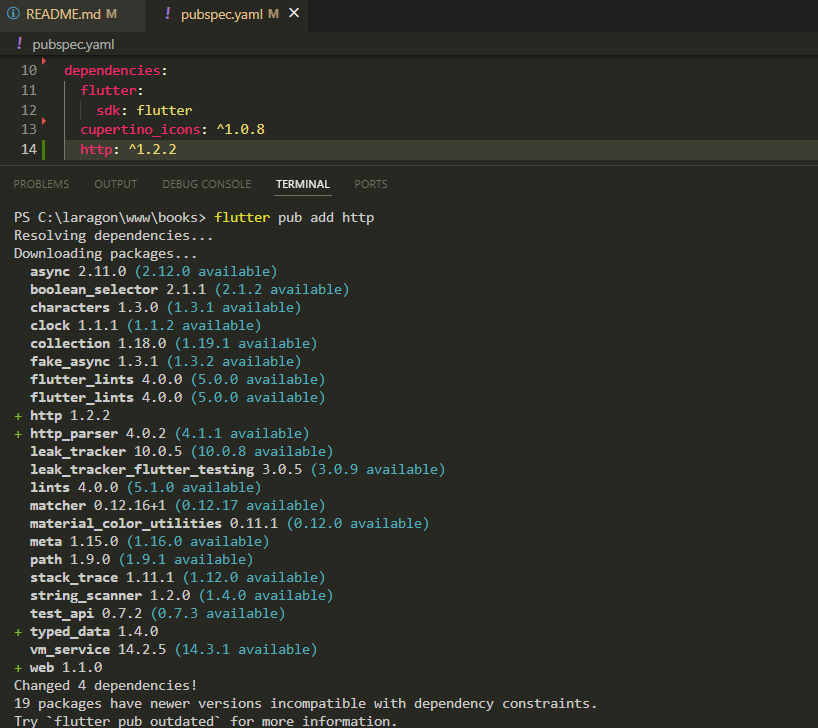 README.md M
! pubspec.yaml M ×
! pubspec.yaml
10 dependencies:
11 flutter:
12 sdk: flutter
13 cupertino_icons: ^1.0.8
14 http: ^1.2.2
PROBLEMS OUTPUT DEBUG CONSOLE TERMINAL PORTS
PS C:\laragon\www\books> flutter pub add http
Resolving dependencies...
Downloading packages...
async 2.11.0 (2.12.0 available)
boolean_selector 2.1.1 (2.1.2 available)
characters 1.3.0 (1.3.1 available)
clock 1.1.1 (1.1.2 available)
collection 1.18.0 (1.19.1 available)
fake_async 1.3.1 (1.3.2 available)
flutter_lints 4.0.0 (5.0.0 available)
flutter_lints 4.0.0 (5.0.0 available)
+ http 1.2.2
+ http_parser 4.0.2 (4.1.1 available)
leak_tracker 10.0.5 (10.0.8 available)
leak_tracker_flutter_testing 3.0.5 (3.0.9 available)
lints 4.0.0 (5.1.0 available)
matcher 0.12.16+1 (0.12.17 available)
material_color_utilities 0.11.1 (0.12.0 available)
meta 1.15.0 (1.16.0 available)
path 1.9.0 (1.9.1 available)
stack_trace 1.11.1 (1.12.0 available)
string_scanner 1.2.0 (1.4.0 available)
test_api 0.7.2 (0.7.3 available)
+ typed_data 1.4.0
vm_service 14.2.5 (14.3.1 available)
+ web 1.1.0
Changed 4 dependencies!
19 packages have newer versions incompatible with dependency constraints.
Try `flutter pub outdated` for more information.